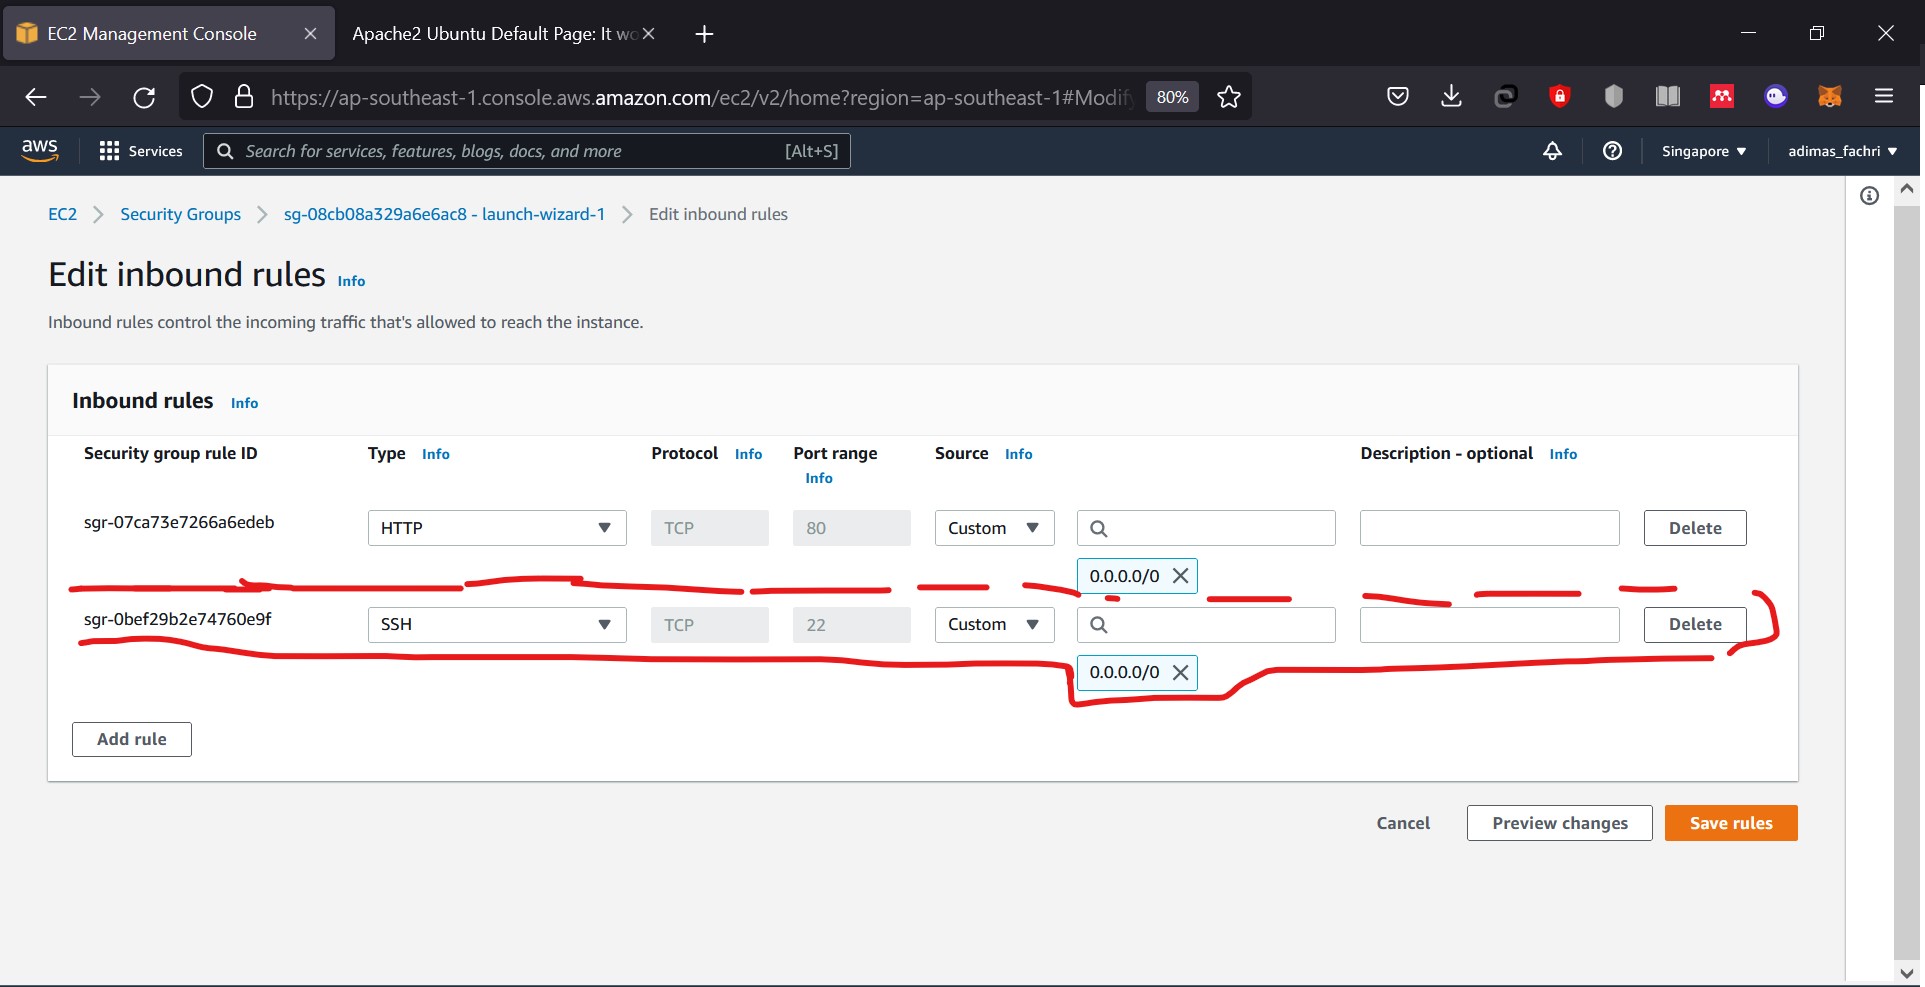 EC2 Management Console
Apache2 Ubuntu Default Page: It wo
https://ap-southeast-1.console.aws.amazon.com/ec2/v2/home?region=ap-southeast-1#Modify
80%
aws
Services
Search for services, features, blogs, docs, and more
[Alt+S]
Singapore
adimas_fachri
EC2
Security Groups
sg-08cb08a329a6e6ac8 - launch-wizard-1
Edit inbound rules
Edit inbound rules Info
Inbound rules control the incoming traffic that's allowed to reach the instance.
Inbound rules Info
Security group rule ID
Type Info
Protocol Info
Port range
Info
Source Info
Description - optional Info
sgr-07ca73e7266a6edeb
HTTP
TCP
80
Custom
Delete
0.0.0.0/0
sgr-0bef29b2e74760e9f
SSH
TCP
22
Custom
Delete
0.0.0.0/0
Add rule
Cancel
Preview changes
Save rules